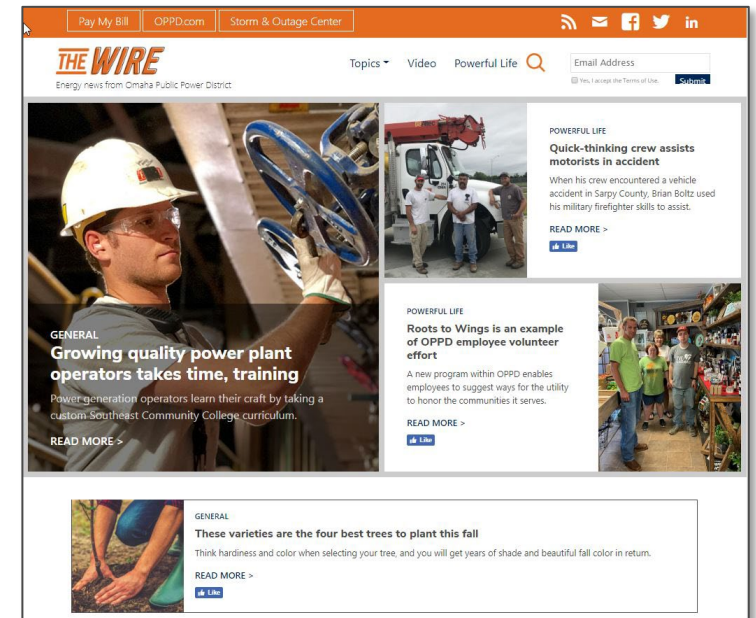 Pay My Bill
OPPD.com
Storm & Outage Center
THE WIRE
Energy news from Omaha Public Power District
Topics
Video
Powerful Life
Email Address
Yes, I accept the Terms of Use.
Submit
GENERAL
Growing quality power plant
operators takes time, training
Power generation operators learn their craft by taking a
custom Southeast Community College curriculum.
READ MORE >
POWERFUL LIFE
Quick-thinking crew assists
motorists in accident
When his crew encountered a vehicle
accident in Sarpy County, Brian Boltz used
his military firefighter skills to assist.
READ MORE >
Like
POWERFUL LIFE
Roots to Wings is an example
of OPPD employee volunteer
effort
A new program within OPPD enables
employees to suggest ways for the utility
to honor the communities it serves.
READ MORE >
Like
GENERAL
These varieties are the four best trees to plant this fall
Think hardiness and color when selecting your tree, and you will get years of shade and beautiful fall color in return.
READ MORE >
Like